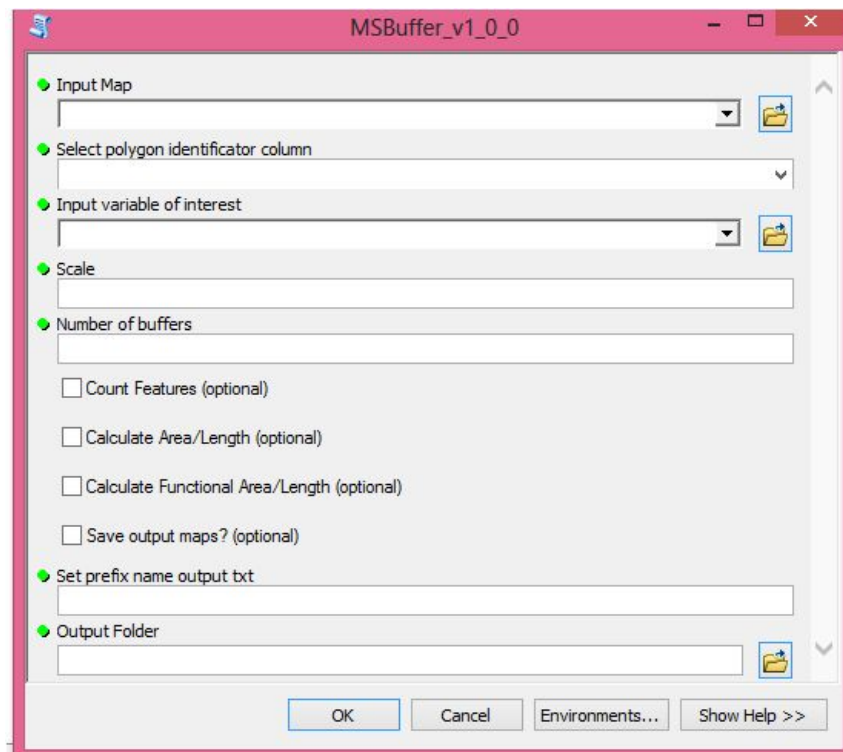 MSBuffer_v1_0_0
Input Map
Select polygon identificator column
Input variable of interest
Scale
Number of buffers
Count Features (optional)
Calculate Area/Length (optional)
Calculate Functional Area/Length (optional)
Save output maps? (optional)
Set prefix name output txt
Output Folder
OK Cancel Environments... Show Help >>